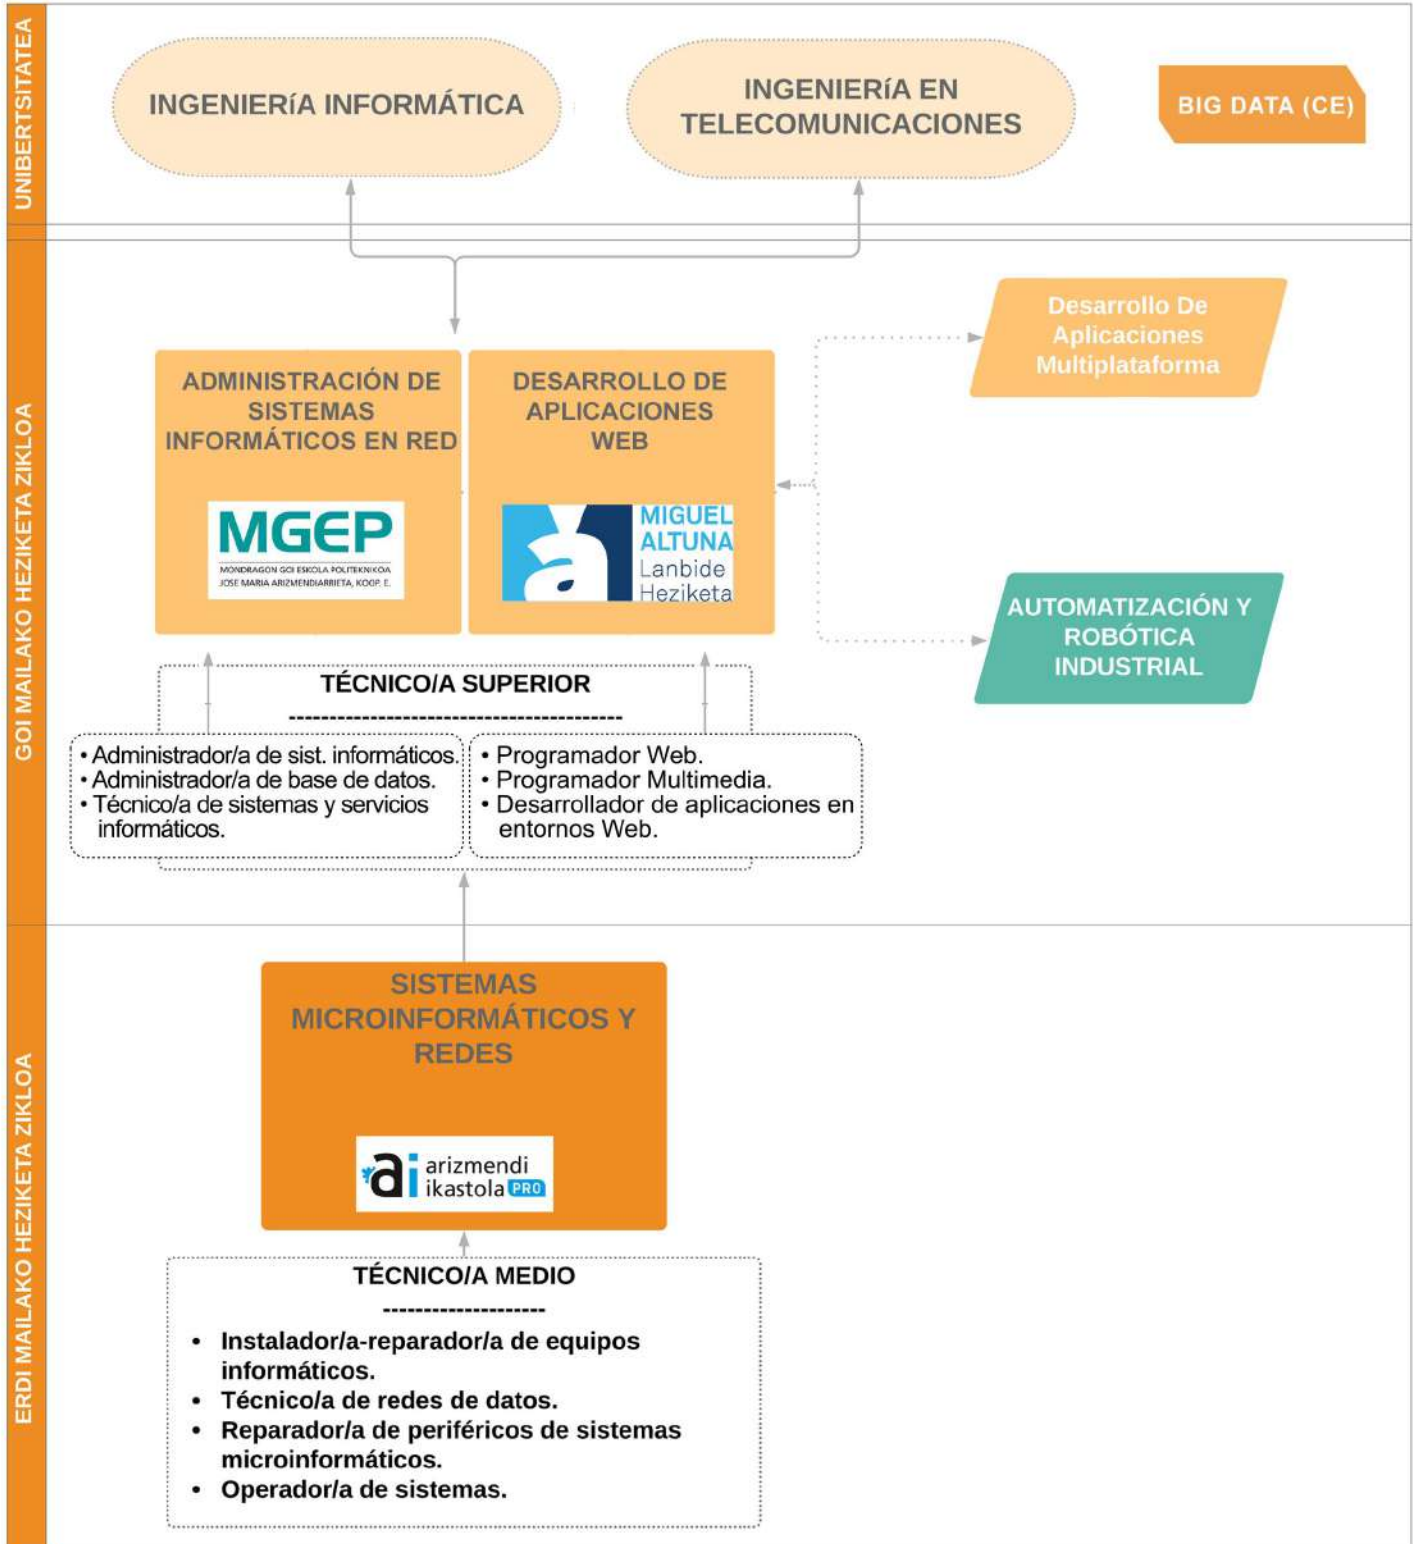 UNIBERTSITATEA
INGENIERíA INFORMÁTICA
INGENIERíA EN
TELECOMUNICACIONES
BIG DATA (CE)
GOI MAILAKO HEZIKETA ZIKLOA
Desarrollo De
Aplicaciones
Multiplataforma
ADMINISTRACIÓN DE
SISTEMAS
INFORMÁTICOS EN RED
MGEP
MONDRAGON GOI ESKOLA POLITEKNIKOA
JOSE MARIA ARIZMENDIARRIETA, KOOP. E.
DESARROLLO DE
APLICACIONES
WEB
a
MIGUEL
ALTUNA
Lanbide
Heziketa
AUTOMATIZACIÓN Y
ROBÓTICA
INDUSTRIAL
TÉCNICO/A SUPERIOR
-----------------------------------------
• Administrador/a de sist. informáticos.
• Administrador/a de base de datos.
• Técnico/a de sistemas y servicios
informáticos.
• Programador Web.
• Programador Multimedia.
• Desarrollador de aplicaciones en
entornos Web.
ERDI MAILAKO HEZIKETA ZIKLOA
SISTEMAS
MICROINFORMÁTICOS Y
REDES
ai arizmendi
ikastola PRO
TÉCNICO/A MEDIO
--------------------
• Instalador/a-reparador/a de equipos
informáticos.
• Técnico/a de redes de datos.
• Reparador/a de periféricos de sistemas
microinformáticos.
• Operador/a de sistemas.